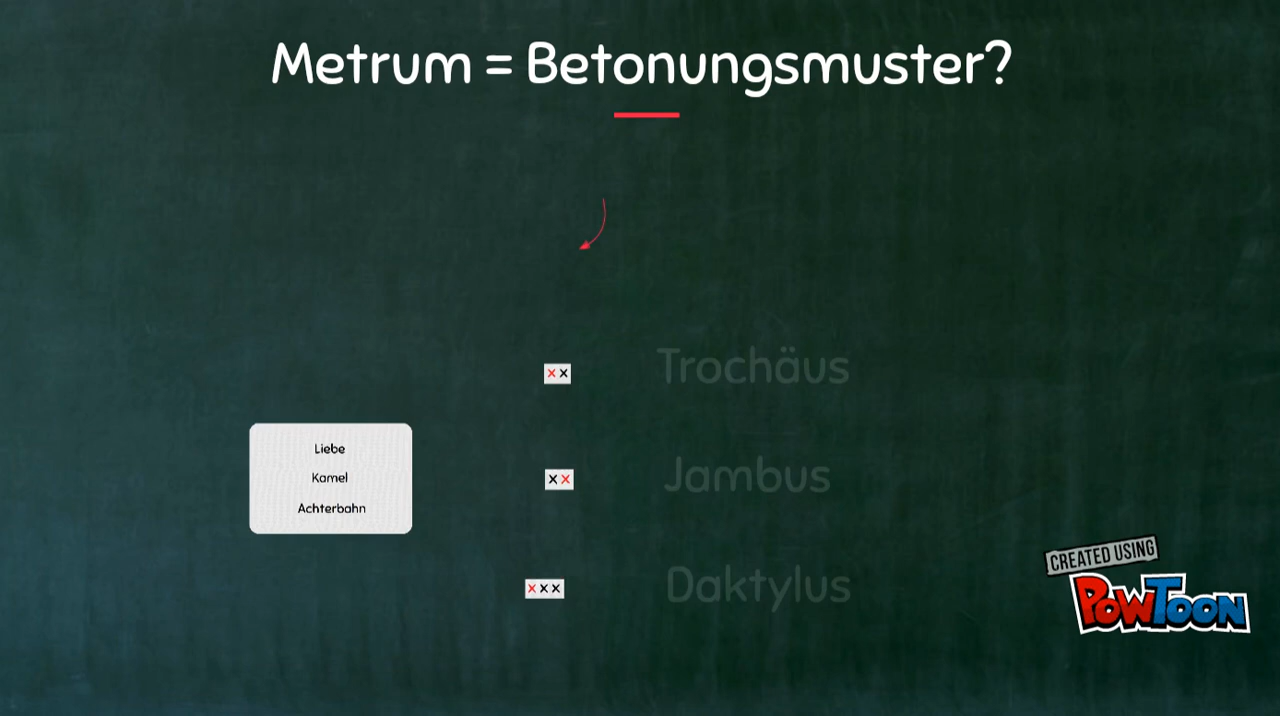 Metrum = Betonungsmuster?
x x
Trochäus
Liebe
Kamel
Achterbahn
x x
Jambus
x x x
Daktylus
CREATED USING
POWTOON